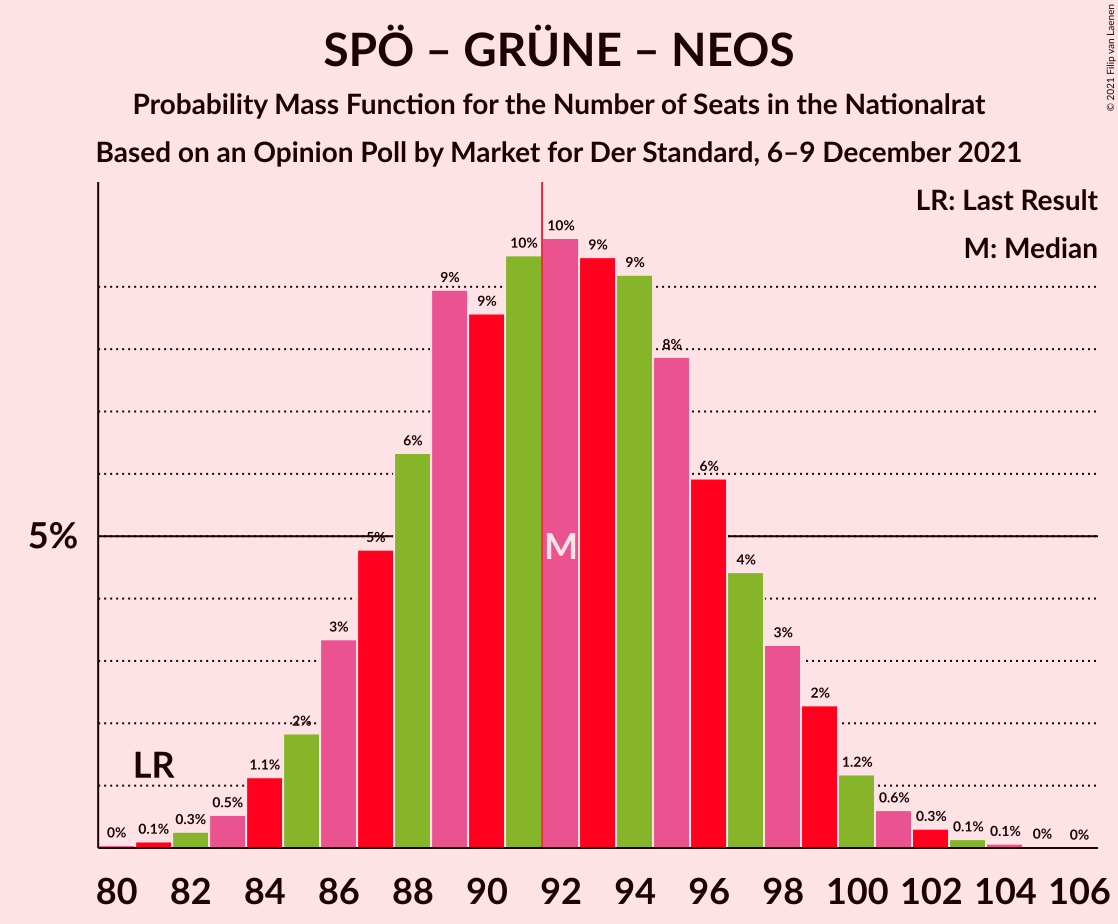 SPÖ – GRÜNE – NEOS
Probability Mass Function for the Number of Seats in the Nationalrat
Based on an Opinion Poll by Market for Der Standard, 6–9 December 2021
© 2021 Filip van Laenen
LR: Last Result
M: Median
5%
0% 0.1% 0.3% 0.5% 1.1% 2% 3% 5% 6% 9% 9% 10% 10% 9% 9% 8% 6% 4% 3% 2% 1.2% 0.6% 0.3% 0.1% 0.1% 0% 0%
LR
M
80 82 84 86 88 90 92 94 96 98 100 102 104 106